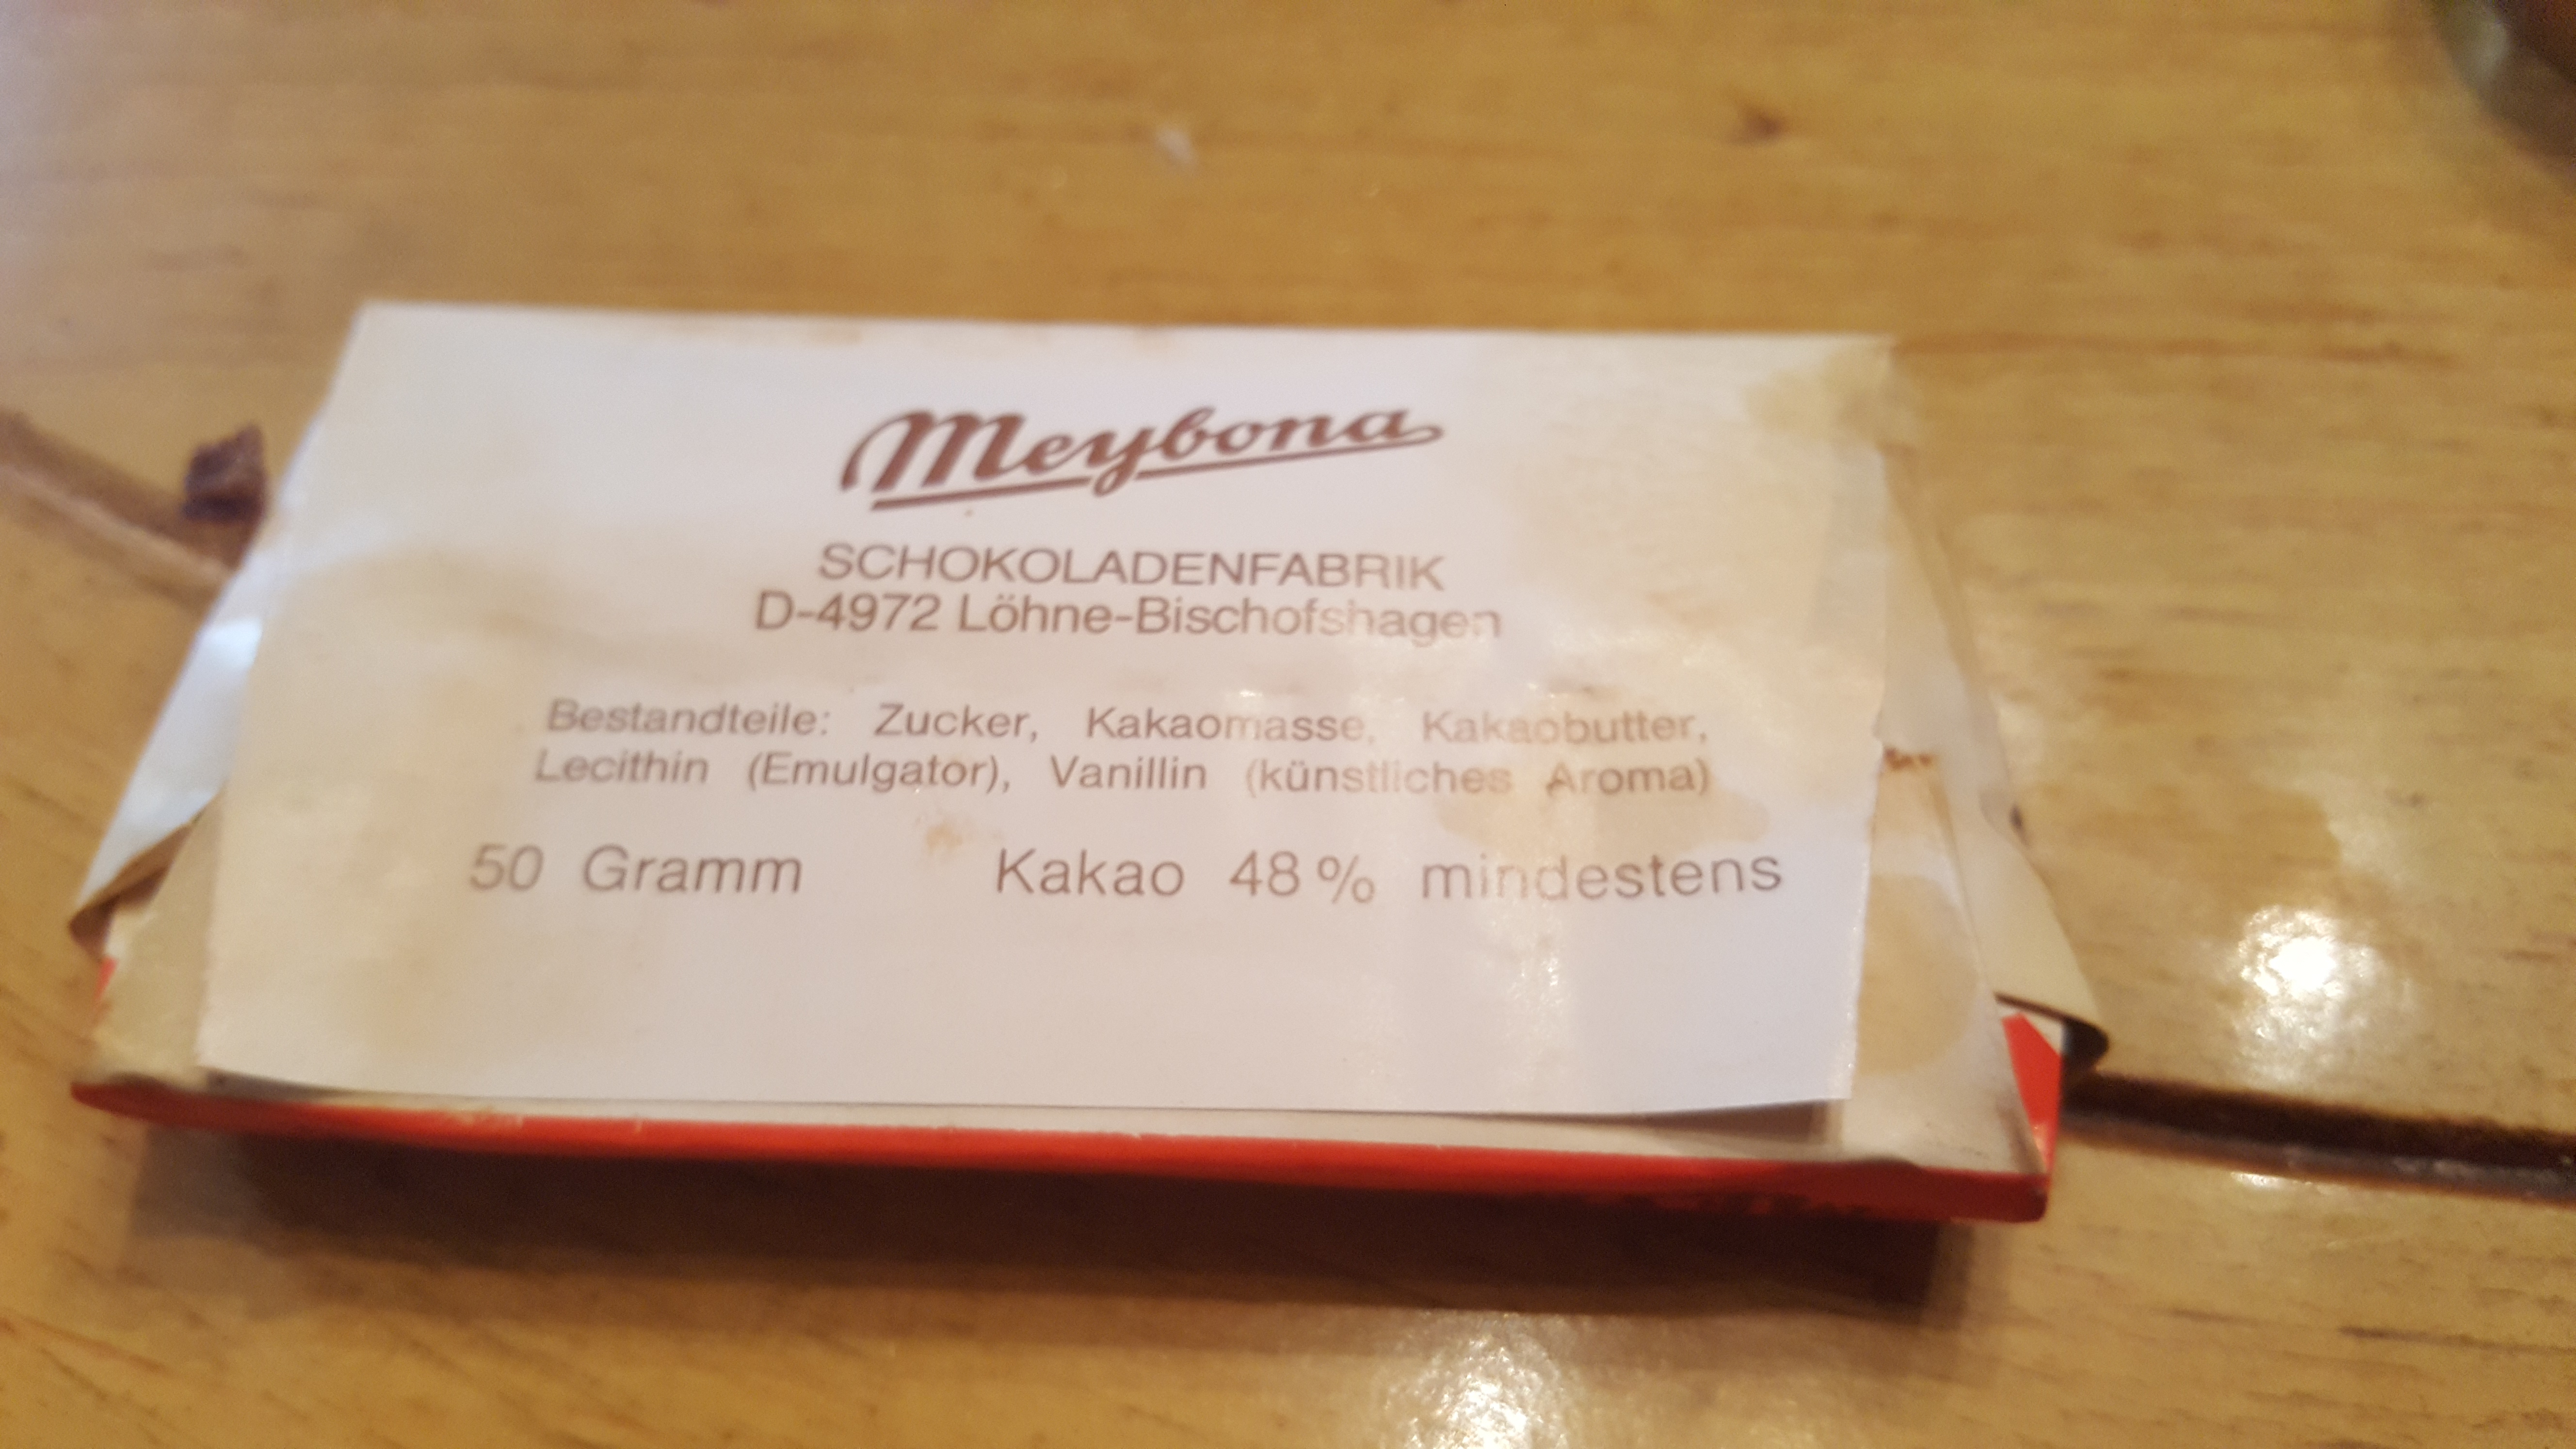 Meybona
SCHOKOLADENFABRIK
D-4972 Löhne-Bischofshagen
Bestandteile: Zucker, Kakaomasse, Kakaobutter,
Lecithin (Emulgator), Vanillin (künstliches Aroma)
50 Gramm Kakao 48 % mindestens